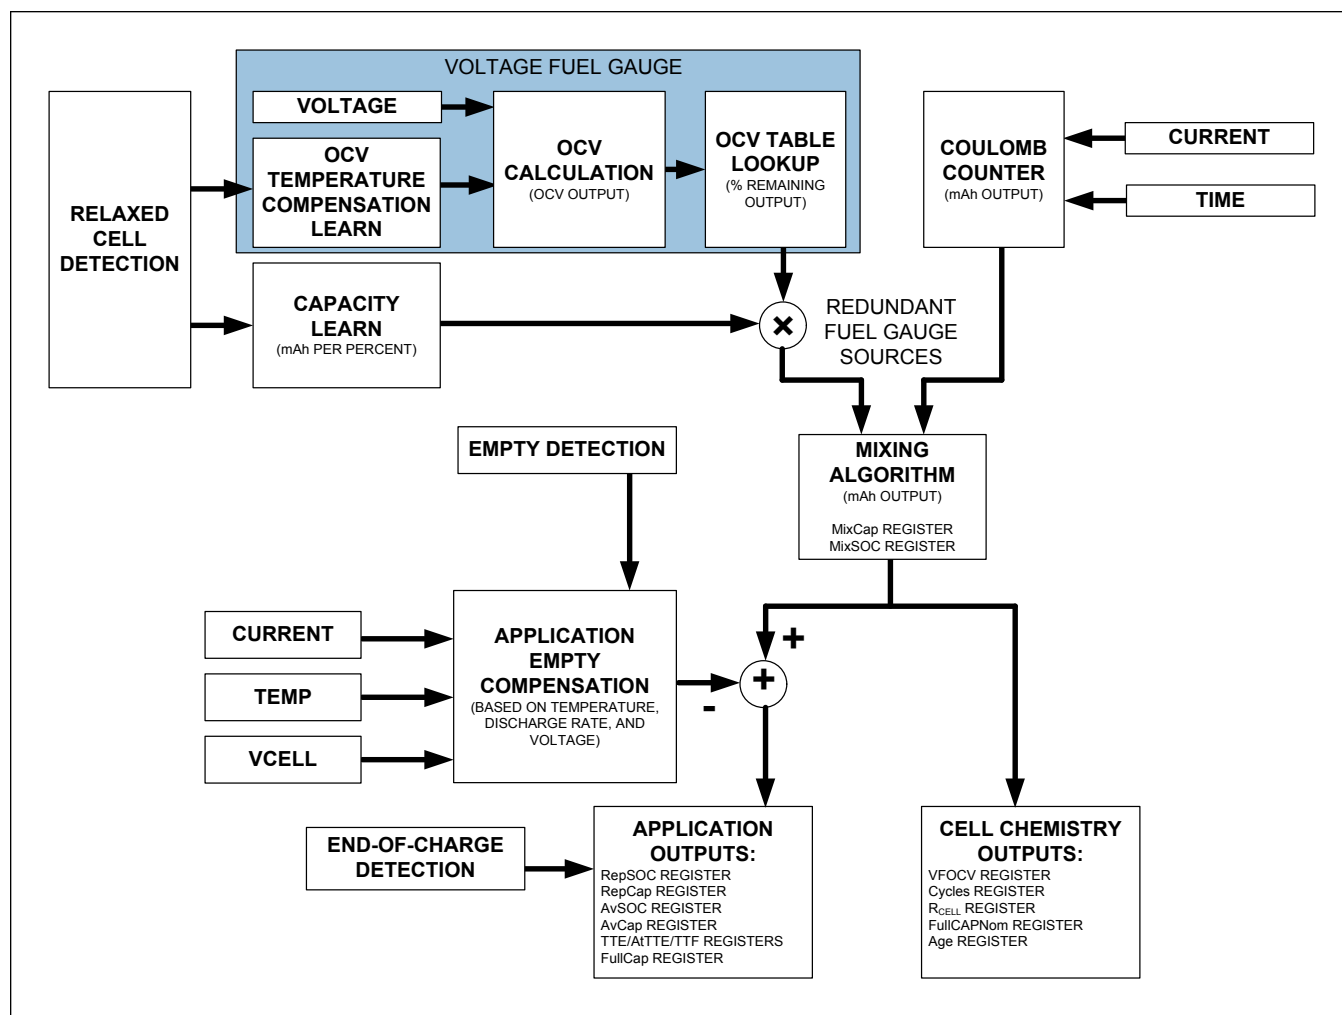 VOLTAGE FUEL GAUGE
RELAXED
CELL
DETECTION
VOLTAGE
OCV
TEMPERATURE
COMPENSATION
LEARN
OCV
CALCULATION
(OCV OUTPUT)
OCV TABLE
LOOKUP
(% REMAINING
OUTPUT)
COULOMB
COUNTER
(mAh OUTPUT)
CURRENT
TIME
CAPACITY
LEARN
(mAh PER PERCENT)
×
REDUNDANT
FUEL GAUGE
SOURCES
EMPTY DETECTION
MIXING
ALGORITHM
(mAh OUTPUT)
MixCap REGISTER
MixSOC REGISTER
CURRENT
TEMP
VCELL
APPLICATION
EMPTY
COMPENSATION
(BASED ON TEMPERATURE,
DISCHARGE RATE, AND
VOLTAGE)
+
+
-
END-OF-CHARGE
DETECTION
APPLICATION
OUTPUTS:
RepSOC REGISTER
RepCap REGISTER
AvSOC REGISTER
AvCap REGISTER
TTE/AtTTE/TTF REGISTERS
FullCap REGISTER
CELL CHEMISTRY
OUTPUTS:
VFOCV REGISTER
Cycles REGISTER
RCELL REGISTER
FullCAPNom REGISTER
Age REGISTER